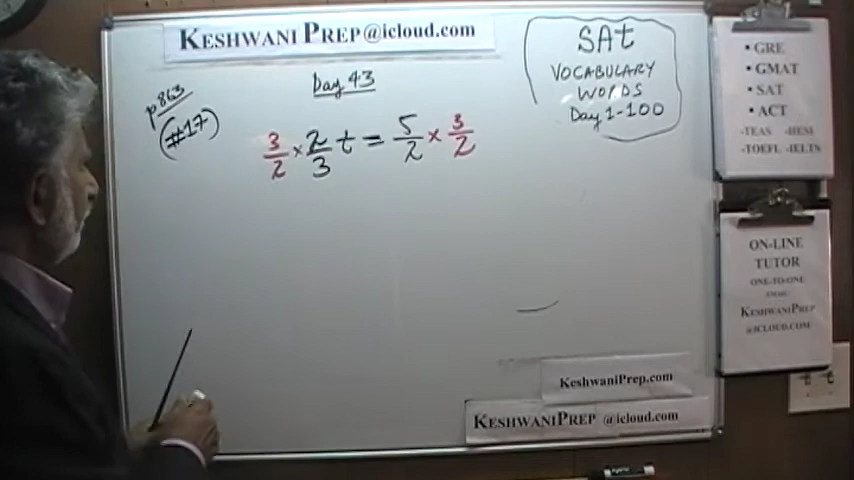 KESHWANI PREP@icloud.com
Day 43
p863
(#17)
3/2 × 2/3 t = 5/2 × 3/2
SAt
VOCABULARY
WORDS
Day 1-100
• GRE
• GMAT
• SAT
• ACT
-TEAS -HESI
-TOEFL -IELTS
ON-LINE
TUTOR
ONE-TO-ONE
KESHWANIPREP
@ICLOUD.COM
KeshwaniPrep.com
KESHWANIPREP @icloud.com